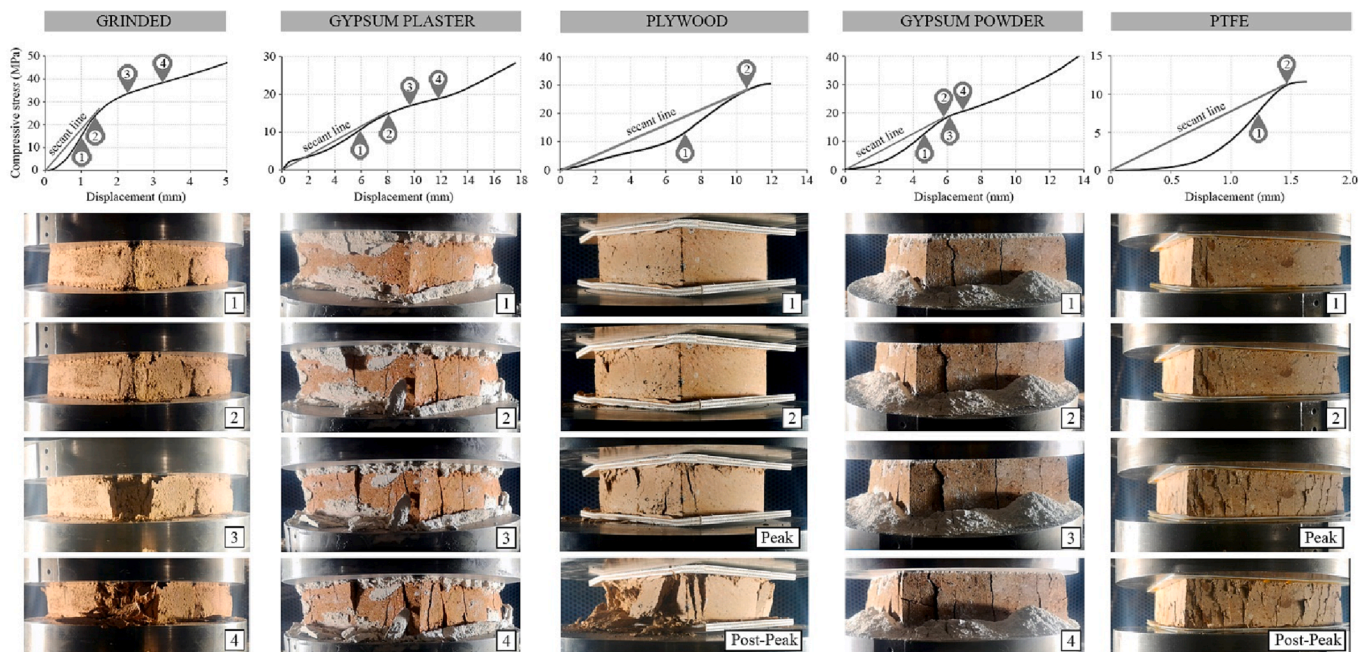 GRINDED
GYPSUM PLASTER
PLYWOOD
GYPSUM POWDER
PTFE
Compressive stress (MPa)
50
40
30
20
10
0
secant line
1
2
3
4
0 1 2 3 4 5
Displacement (mm)
30
20
10
0
secant line
1
2
3
4
0 2 4 6 8 10 12 14 16 18
Displacement (mm)
40
30
20
10
0
secant line
1
2
0 2 4 6 8 10 12 14
Displacement (mm)
40
30
20
10
0
secant line
2
4
1
3
0 2 4 6 8 10 12 14
Displacement (mm)
15
10
5
0
secant line
2
1
0 0.5 1.0 1.5 2.0
Displacement (mm)
1
1
1
1
1
2
2
2
2
2
3
3
Peak
3
Peak
4
4
Post-Peak
4
Post-Peak